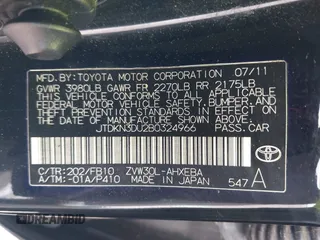 MFD.BY:TOYOTA MOTOR CORPORATION 07/11
GVWR 3980LB GAWR FR 2270LB RR 2175LB
THIS VEHICLE CONFORMS TO ALL APPLICABLE
FEDERAL MOTOR VEHICLE SAFETY, BUMPER, AND
THEFT PREVENTION STANDARDS IN EFFECT ON
THE DATE OF MANUFACTURE SHOWN ABOVE.
JTDKN3DU2B0324966 PASS.CAR
C/TR:202/FB10 ZVW30L-AHXEBA
A/TM:-01A/P410 MADE IN JAPAN 547 A
TOYOTA
DREAMBID